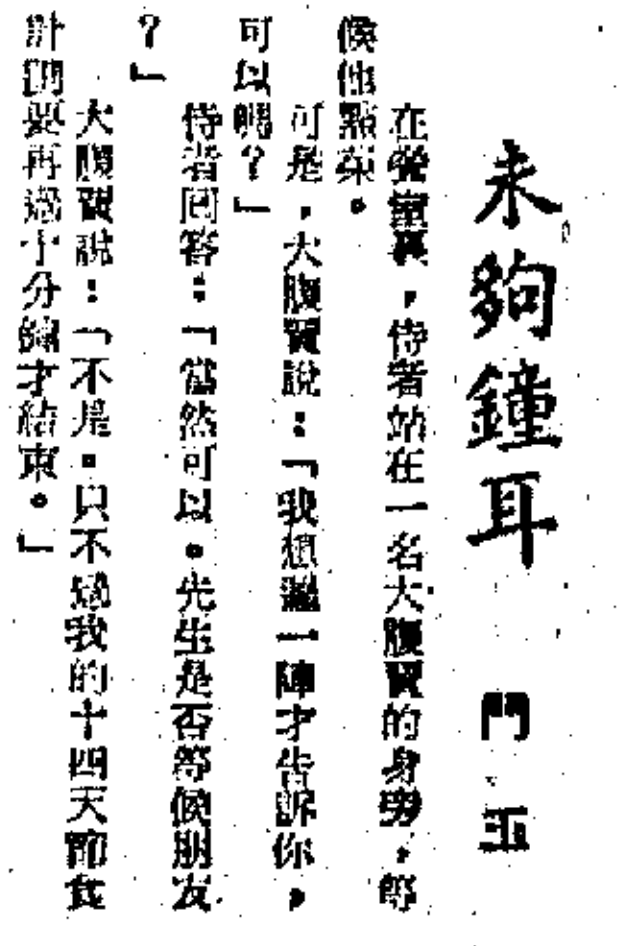 未夠鐘耳
門玉
在餐室裏，侍者站在一名大腹賈的身旁，等
候他點菜。
可是，大腹賈說：「我想過一陣才告訴你，
可以嗎？」
侍者回答：「當然可以。先生是否等候朋友
？」
大腹賈說：「不是。只不過我的十四天節食
計劃要再過十分鐘才結束。」